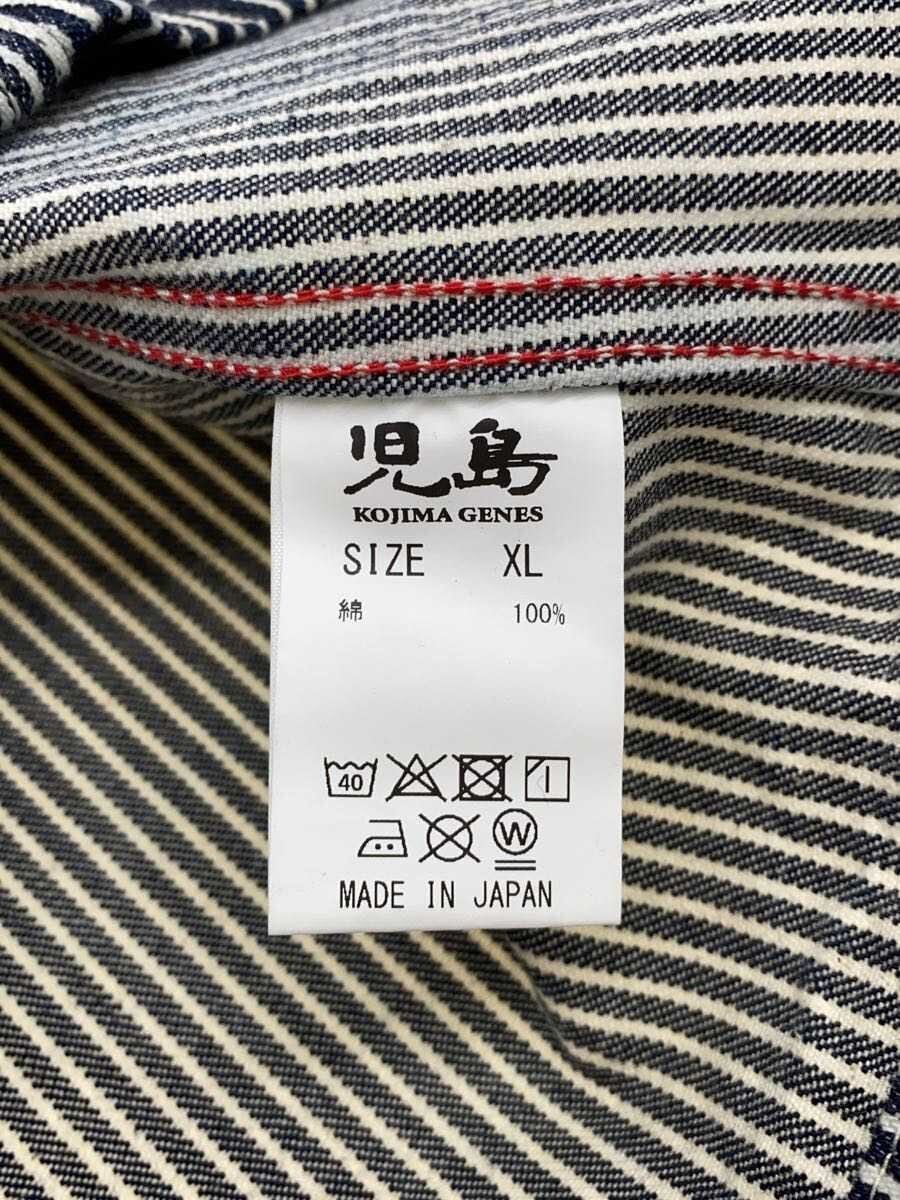 児島
KOJIMA GENES
SIZE XL
綿 100%
40
W
MADE IN JAPAN